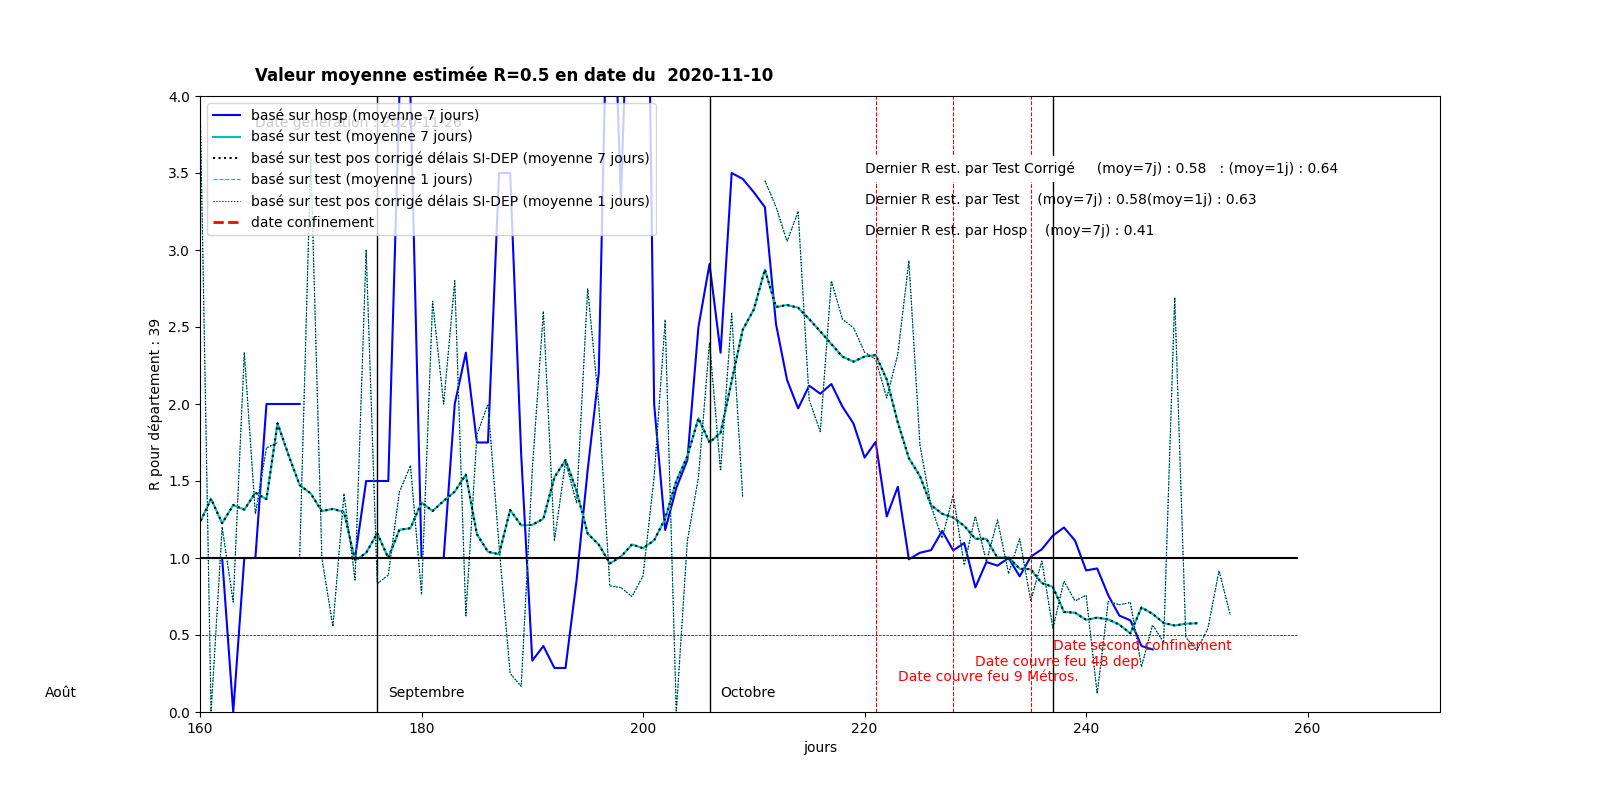 Valeur moyenne estimée R=0.5 en date du  2020-11-10
4.0
3.5
3.0
2.5
2.0
1.5
1.0
0.5
0.0
R pour département : 39
basé sur hosp (moyenne 7 jours)
basé sur test (moyenne 7 jours)
basé sur test pos corrigé délais SI-DEP (moyenne 7 jours)
basé sur test (moyenne 1 jours)
basé sur test pos corrigé délais SI-DEP (moyenne 1 jours)
date confinement
Dernier R est. par Test Corrigé     (moy=7j) : 0.58   : (moy=1j) : 0.64
Dernier R est. par Test    (moy=7j) : 0.58(moy=1j) : 0.63
Dernier R est. par Hosp    (moy=7j) : 0.41
Date second confinement
Date couvre feu 48 dep.
Date couvre feu 9 Métros.
Août
Septembre
Octobre
160
180
200
220
240
260
jours